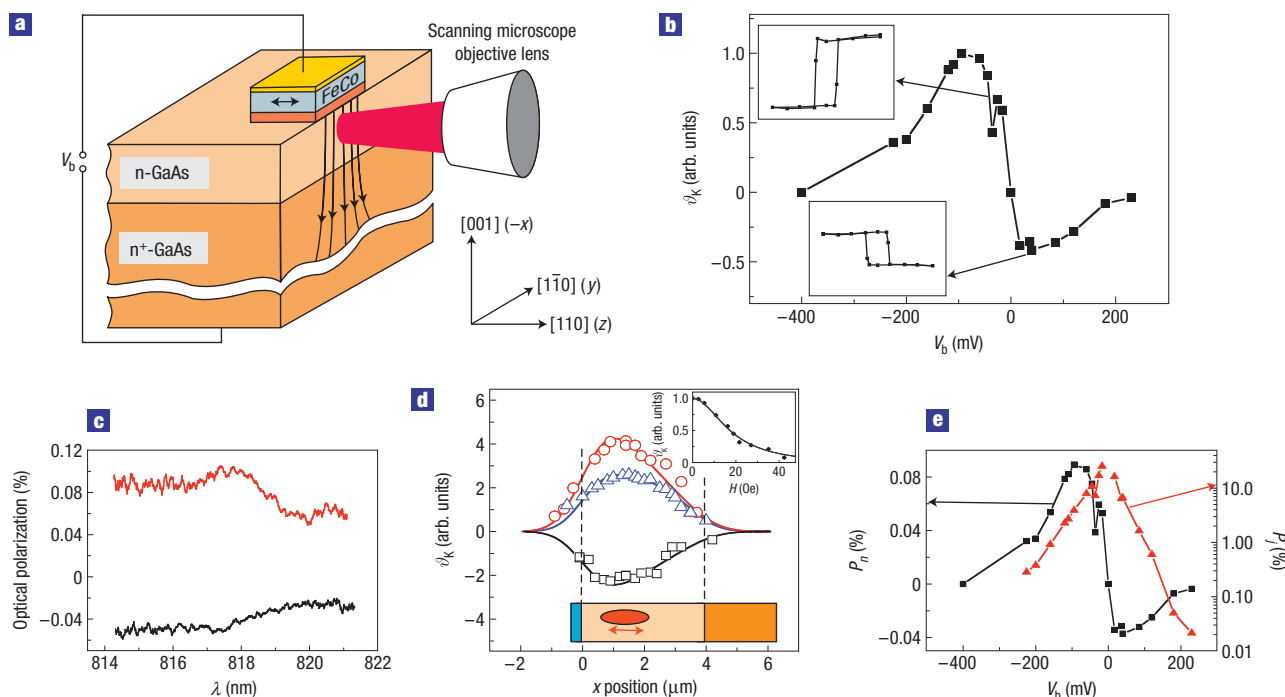 a
Scanning microscope
objective lens
FeCo
V_b
n-GaAs
n⁺-GaAs
[001] (−x)
[11̅0] (y)
[110] (z)
b
ϑ_K (arb. units)
1.0
0.5
0
−0.5
−400
−200
0
200
V_b (mV)
c
Optical polarization (%)
0.12
0.08
0.04
0
−0.04
814
816
818
820
822
λ (nm)
d
ϑ_K (arb. units)
6
4
2
0
−2
−4
−2
0
2
4
6
x position (μm)
ϑ_K (arb. units)
1.0
0.5
0
0
20
40
H (Oe)
e
P_n (%)
0.08
0.04
0
−0.04
P_j (%)
10.0
1.00
0.10
0.01
−400
−200
0
200
V_b (mV)